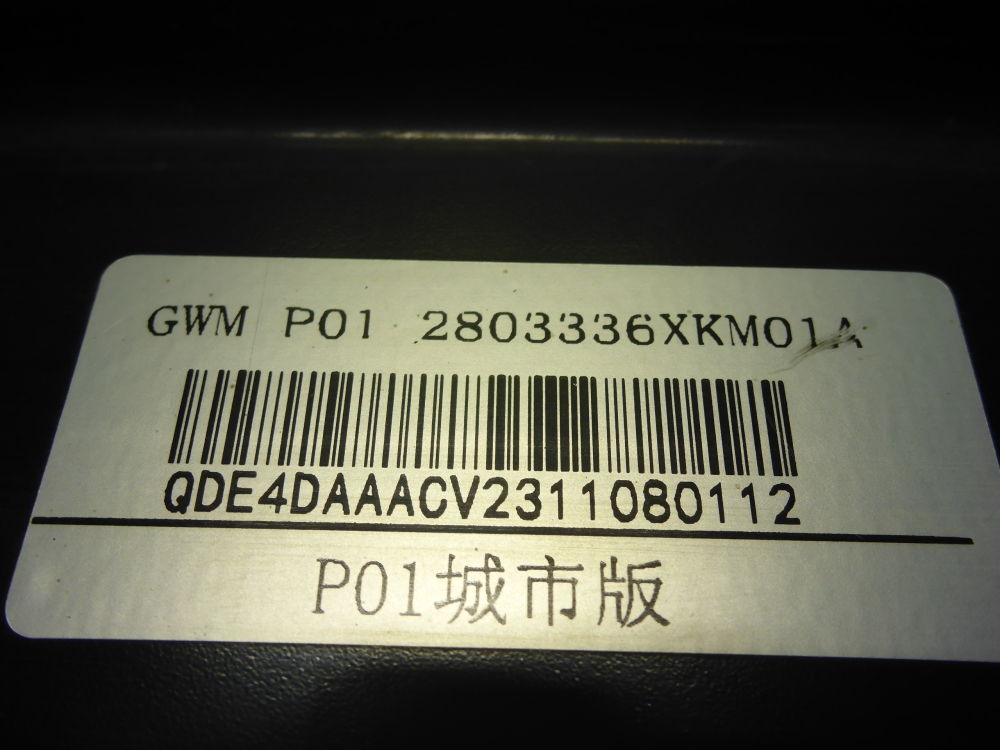 GWM P01 2803336XKM01A
QDE4DAAACV2311080112
P01城市版